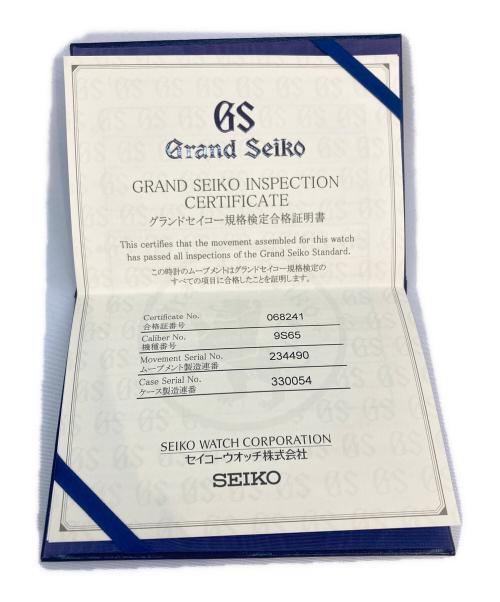 GS
Grand Seiko
GRAND SEIKO INSPECTION
CERTIFICATE
グランドセイコー規格検定合格証明書
This certifies that the movement assembled for this watch
has passed all inspections of the Grand Seiko Standard.
この時計のムーブメントはグランドセイコー規格検定の
すべての項目に合格したことを証明します。
Certificate No. 068241
合格証番号
Caliber No. 9S65
機種番号
Movement Serial No. 234490
ムーブメント製造連番
Case Serial No. 330054
ケース製造連番
SEIKO WATCH CORPORATION
セイコーウオッチ株式会社
SEIKO